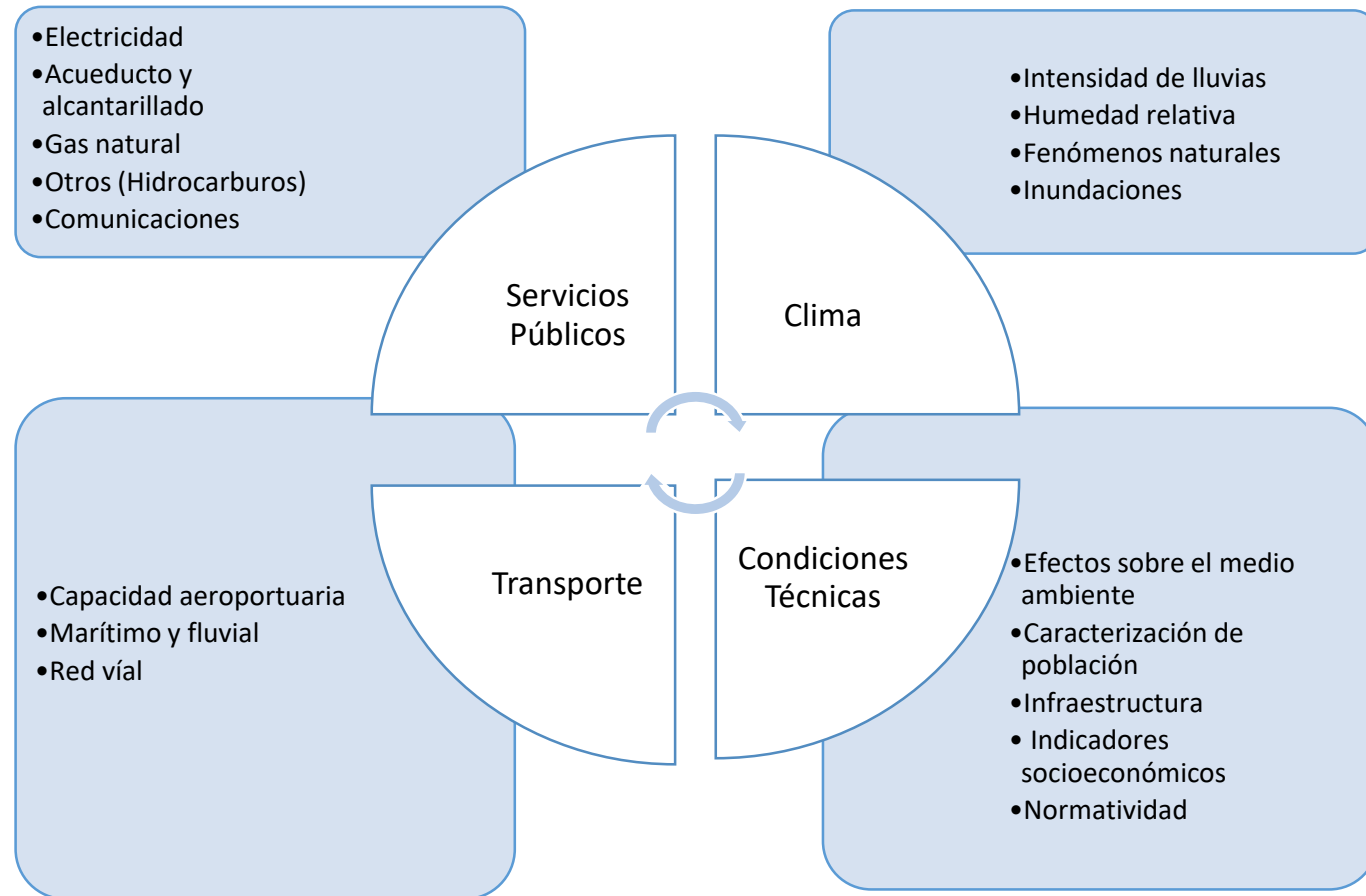 •Electricidad
•Acueducto y
alcantarillado
•Gas natural
•Otros (Hidrocarburos)
•Comunicaciones
•Intensidad de lluvias
•Humedad relativa
•Fenómenos naturales
•Inundaciones
Servicios
Públicos
Clima
Transporte
Condiciones
Técnicas
•Capacidad aeroportuaria
•Marítimo y fluvial
•Red víal
•Efectos sobre el medio
ambiente
•Caracterización de
población
•Infraestructura
• Indicadores
socioeconómicos
•Normatividad